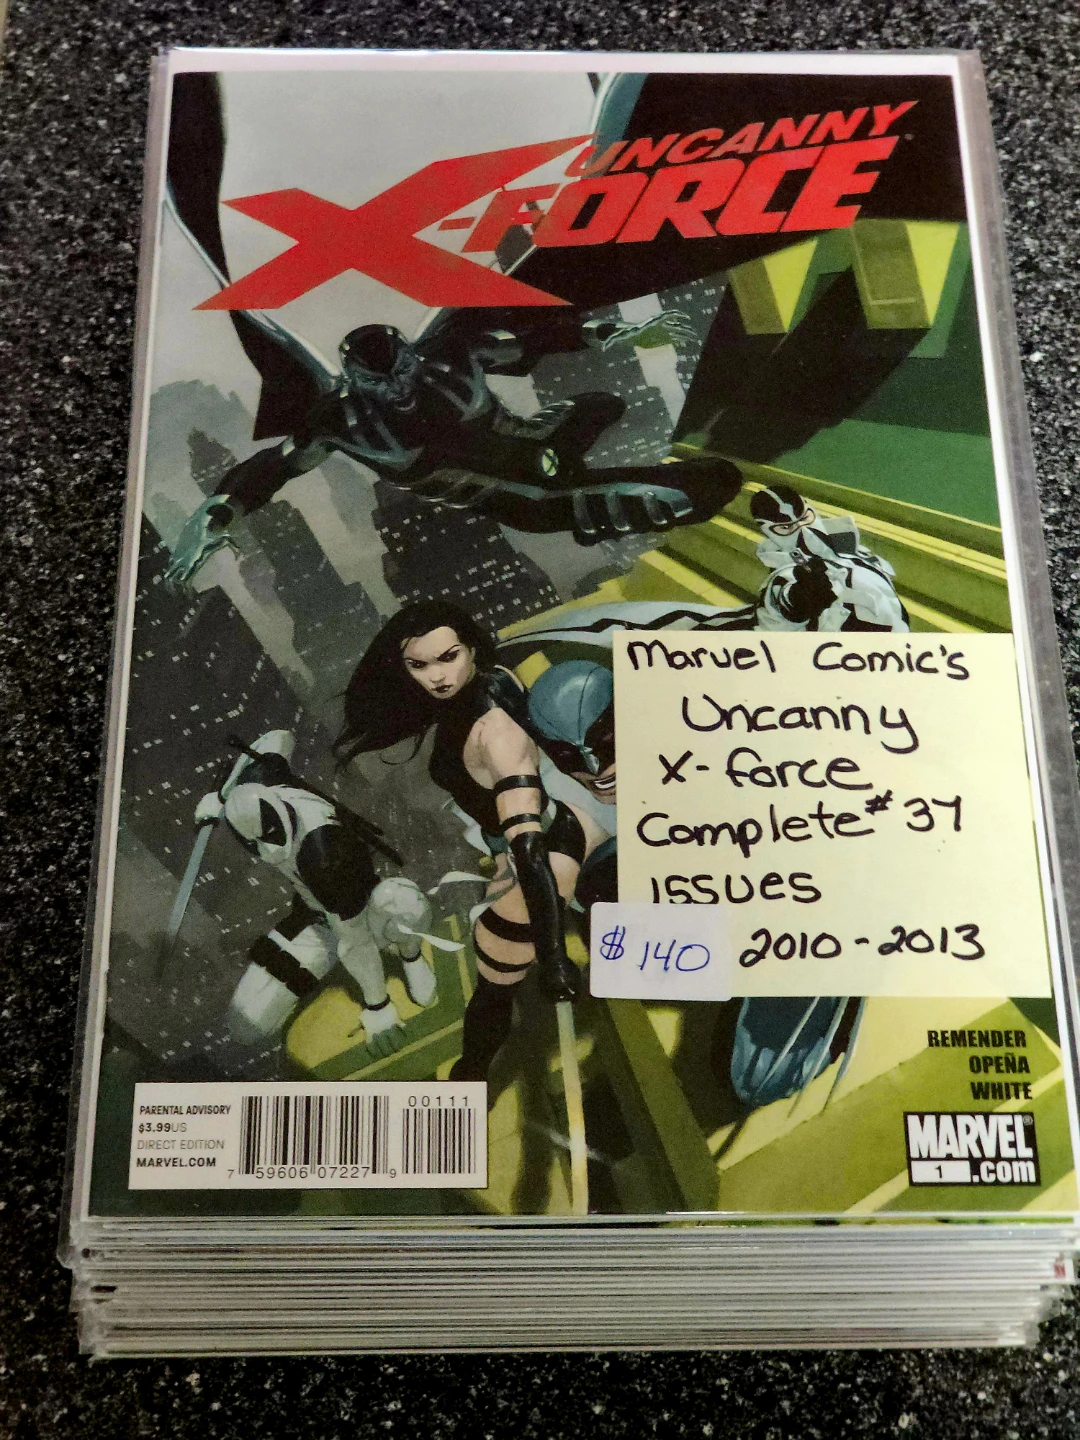 UNCANNY
X-FORCE
Marvel Comic's
Uncanny
X-force
Complete # 37
issues
$140
2010-2013
REMENDER
OPEÑA
WHITE
MARVEL®
1 .com
PARENTAL ADVISORY
$3.99US
DIRECT EDITION
MARVEL.COM
00111
7 59606 07227 9